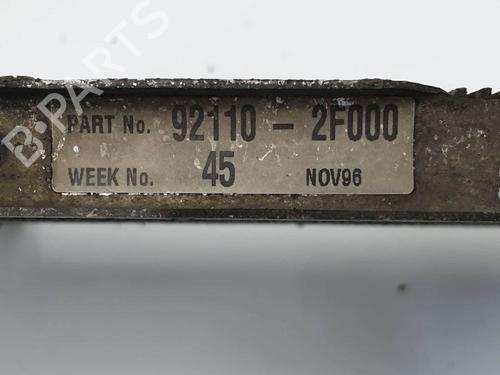 B-PARTS
PART No. 92110 - 2F000
WEEK No. 45 NOV96